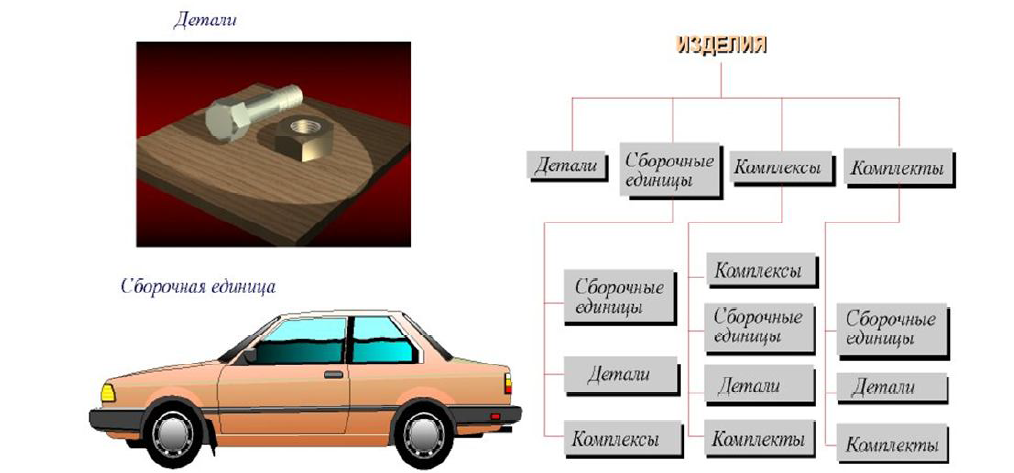 Детали
Сборочная единица
ИЗДЕЛИЯ
Детали
Сборочные
единицы
Комплексы
Комплекты
Сборочные
единицы
Детали
Комплексы
Комплексы
Сборочные
единицы
Детали
Комплекты
Сборочные
единицы
Детали
Комплекты